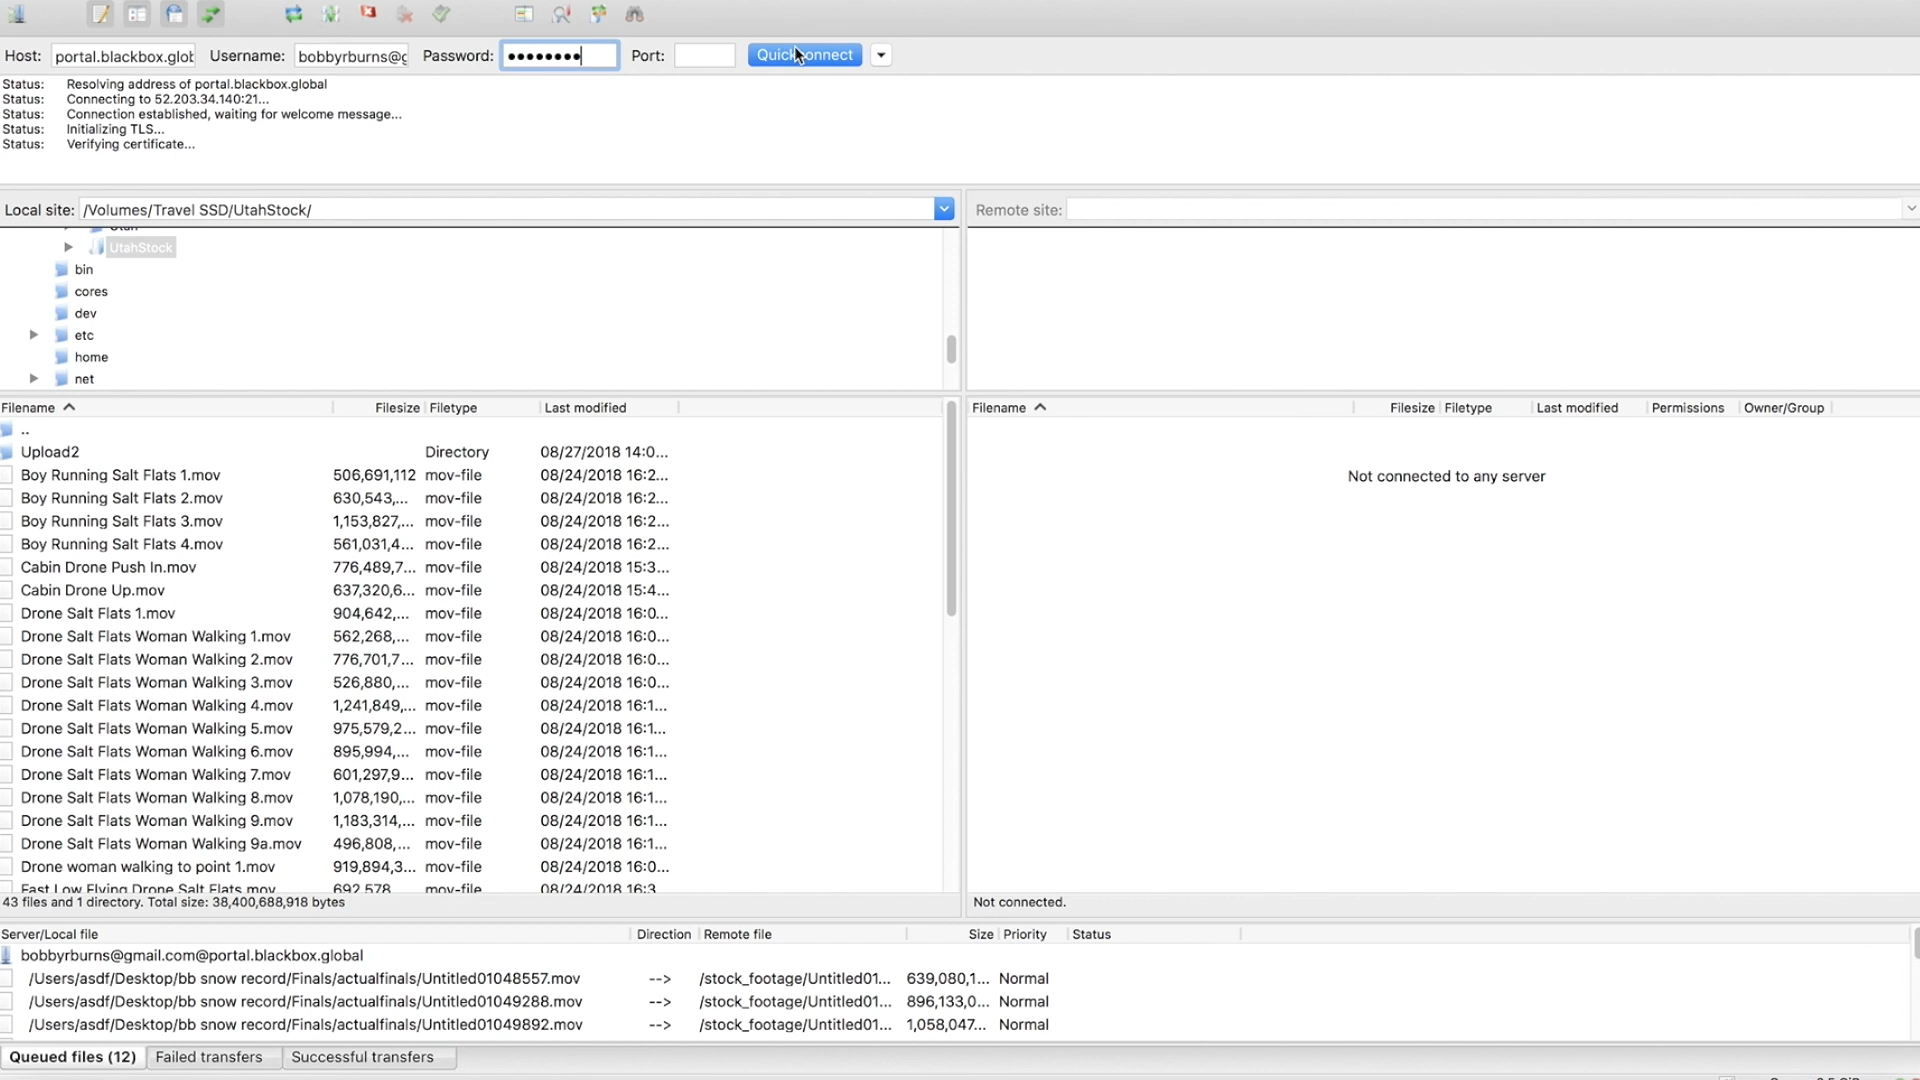 Host: portal.blackbox.glob Username: bobbyrburns@g Password: ●●●●●●●● Port: Quickconnect
Status: Resolving address of portal.blackbox.global
Status: Connecting to 52.203.34.140:21...
Status: Connection established, waiting for welcome message...
Status: Initializing TLS...
Status: Verifying certificate...
Local site: /Volumes/Travel SSD/UtahStock/ Remote site:
Utah
UtahStock
bin
cores
dev
etc
home
net
Filename Filesize Filetype Last modified Filename Filesize Filetype Last modified Permissions Owner/Group
..
Upload2 Directory 08/27/2018 14:0...
Boy Running Salt Flats 1.mov 506,691,112 mov-file 08/24/2018 16:2... Not connected to any server
Boy Running Salt Flats 2.mov 630,543,... mov-file 08/24/2018 16:2...
Boy Running Salt Flats 3.mov 1,153,827,... mov-file 08/24/2018 16:2...
Boy Running Salt Flats 4.mov 561,031,4... mov-file 08/24/2018 16:2...
Cabin Drone Push In.mov 776,489,7... mov-file 08/24/2018 15:3...
Cabin Drone Up.mov 637,320,6... mov-file 08/24/2018 15:4...
Drone Salt Flats 1.mov 904,642,... mov-file 08/24/2018 16:0...
Drone Salt Flats Woman Walking 1.mov 562,268,... mov-file 08/24/2018 16:0...
Drone Salt Flats Woman Walking 2.mov 776,701,7... mov-file 08/24/2018 16:0...
Drone Salt Flats Woman Walking 3.mov 526,880,... mov-file 08/24/2018 16:0...
Drone Salt Flats Woman Walking 4.mov 1,241,849,... mov-file 08/24/2018 16:1...
Drone Salt Flats Woman Walking 5.mov 975,579,2... mov-file 08/24/2018 16:1...
Drone Salt Flats Woman Walking 6.mov 895,994,... mov-file 08/24/2018 16:1...
Drone Salt Flats Woman Walking 7.mov 601,297,9... mov-file 08/24/2018 16:1...
Drone Salt Flats Woman Walking 8.mov 1,078,190,... mov-file 08/24/2018 16:1...
Drone Salt Flats Woman Walking 9.mov 1,183,314,... mov-file 08/24/2018 16:1...
Drone Salt Flats Woman Walking 9a.mov 496,808,... mov-file 08/24/2018 16:1...
Drone woman walking to point 1.mov 919,894,3... mov-file 08/24/2018 16:0...
Fast Low Flying Drone Salt Flats.mov 692,578 mov-file 08/24/2018 16:3
43 files and 1 directory. Total size: 38,400,688,918 bytes Not connected.
Server/Local file Direction Remote file Size Priority Status
bobbyrburns@gmail.com@portal.blackbox.global
/Users/asdf/Desktop/bb snow record/Finals/actualfinals/Untitled01048557.mov --> /stock_footage/Untitled01... 639,080,1... Normal
/Users/asdf/Desktop/bb snow record/Finals/actualfinals/Untitled01049288.mov --> /stock_footage/Untitled01... 896,133,0... Normal
/Users/asdf/Desktop/bb snow record/Finals/actualfinals/Untitled01049892.mov --> /stock_footage/Untitled01... 1,058,047... Normal
Queued files (12) Failed transfers Successful transfers